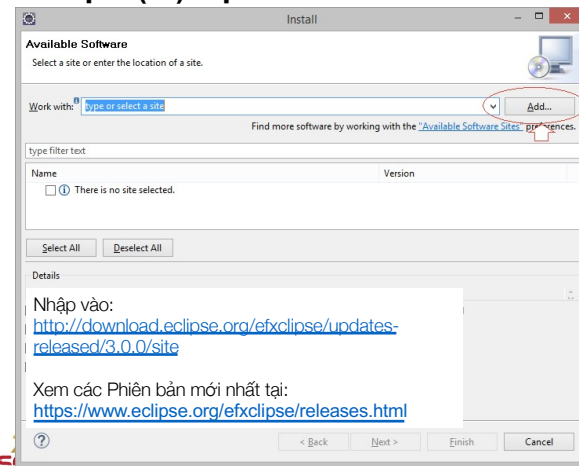 Install
Available Software
Select a site or enter the location of a site.
Work with: type or select a site
Add...
Find more software by working with the "Available Software Sites" preferences.
type filter text
Name Version
There is no site selected.
Select All Deselect All
Details
Nhập vào:
http://download.eclipse.org/efxclipse/updates-
released/3.0.0/site
Xem các Phiên bản mới nhất tại:
https://www.eclipse.org/efxclipse/releases.html
< Back Next > Finish Cancel